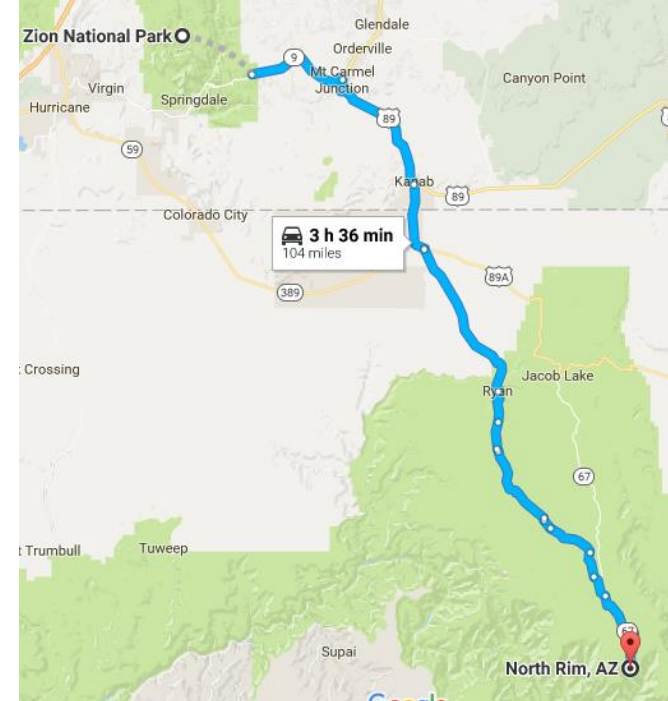 Glendale
Zion National Park
Orderville
9
Mt Carmel
Junction
Canyon Point
Virgin
Springdale
Hurricane
89
59
Kanab
89
Colorado City
3 h 36 min
104 miles
89A
389
Crossing
Jacob Lake
Ryan
67
t Trumbull
Tuweep
67
Supai
North Rim, AZ
Google